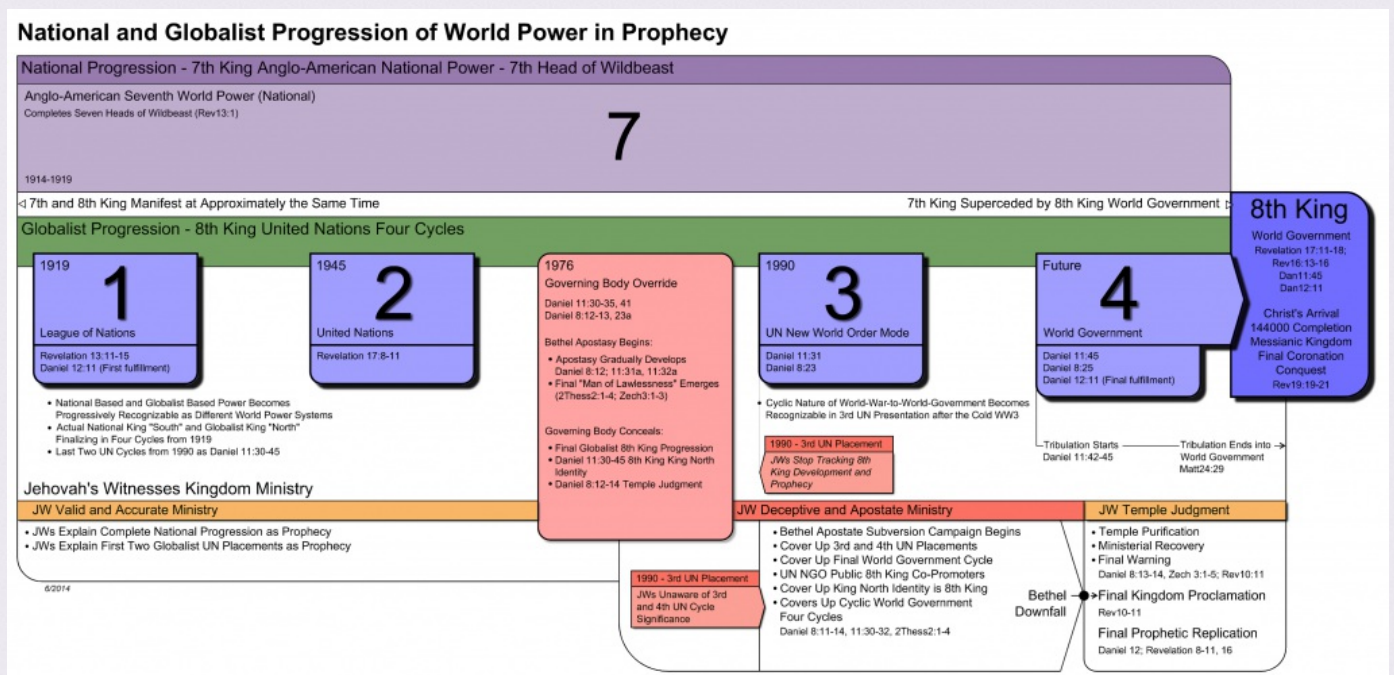 National and Globalist Progression of World Power in Prophecy
National Progression - 7th King Anglo-American National Power - 7th Head of Wildbeast
Anglo-American Seventh World Power (National)
Completes Seven Heads of Wildbeast (Rev13:1)
7
1914-1919
7th and 8th King Manifest at Approximately the Same Time
7th King Superceded by 8th King World Government
Globalist Progression - 8th King United Nations Four Cycles
1919
1
League of Nations
Revelation 13:11-15
Daniel 12:11 (First fulfillment)
1945
2
United Nations
Revelation 17:8-11
1976
Governing Body Override
Daniel 11:30-35, 41
Daniel 8:12-13, 23a
Bethel Apostasy Begins:
• Apostasy Gradually Develops
Daniel 8:12; 11:31a, 11:32a
• Final "Man of Lawlessness" Emerges
(2Thess2:1-4; Zech3:1-3)
Governing Body Conceals:
• Final Globalist 8th King Progression
• Daniel 11:30-45 8th King King North
Identity
• Daniel 8:12-14 Temple Judgment
1990
3
UN New World Order Mode
Daniel 11:31
Daniel 8:23
Future
4
World Government
Daniel 11:45
Daniel 8:25
Daniel 12:11 (Final fulfillment)
8th King
World Government
Revelation 17:11-18;
Rev16:13-16
Dan11:45
Dan12:11
Christ's Arrival
144000 Completion
Messianic Kingdom
Final Coronation
Conquest
Rev19:19-21
• National Based and Globalist Based Power Becomes
Progressively Recognizable as Different World Power Systems
• Actual National King "South" and Globalist King "North"
Finalizing in Four Cycles from 1919
• Last Two UN Cycles from 1990 as Daniel 11:30-45
• Cyclic Nature of World-War-to-World-Government Becomes
Recognizable in 3rd UN Presentation after the Cold WW3
1990 - 3rd UN Placement
JWs Stop Tracking 8th
King Development and
Prophecy
Tribulation Starts
Daniel 11:42-45
Tribulation Ends into
World Government
Matt24:29
Jehovah's Witnesses Kingdom Ministry
JW Valid and Accurate Ministry
• JWs Explain Complete National Progression as Prophecy
• JWs Explain First Two Globalist UN Placements as Prophecy
6/2014
JW Deceptive and Apostate Ministry
• Bethel Apostate Subversion Campaign Begins
• Cover Up 3rd and 4th UN Placements
• Cover Up Final World Government Cycle
• UN NGO Public 8th King Co-Promoters
• Cover Up King North Identity is 8th King
• Covers Up Cyclic World Government
Four Cycles
Daniel 8:11-14, 11:30-32, 2Thess2:1-4
1990 - 3rd UN Placement
JWs Unaware of 3rd
and 4th UN Cycle
Significance
Bethel
Downfall
JW Temple Judgment
• Temple Purification
• Ministerial Recovery
• Final Warning
Daniel 8:13-14, Zech 3:1-5; Rev10:11
Final Kingdom Proclamation
Rev10-11
Final Prophetic Replication
Daniel 12; Revelation 8-11, 16